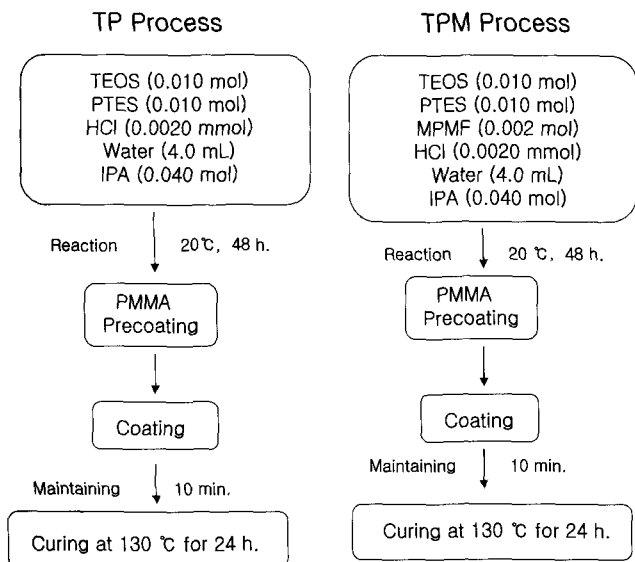 TP Process
TEOS (0.010 mol)
PTES (0.010 mol)
HCl (0.0020 mmol)
Water (4.0 mL)
IPA (0.040 mol)
Reaction 20℃, 48 h.
PMMA
Precoating
Coating
Maintaining 10 min.
Curing at 130 ℃ for 24 h.
TPM Process
TEOS (0.010 mol)
PTES (0.010 mol)
MPMF (0.002 mol)
HCl (0.0020 mmol)
Water (4.0 mL)
IPA (0.040 mol)
Reaction 20 ℃, 48 h.
PMMA
Precoating
Coating
Maintaining 10 min.
Curing at 130 ℃ for 24 h.